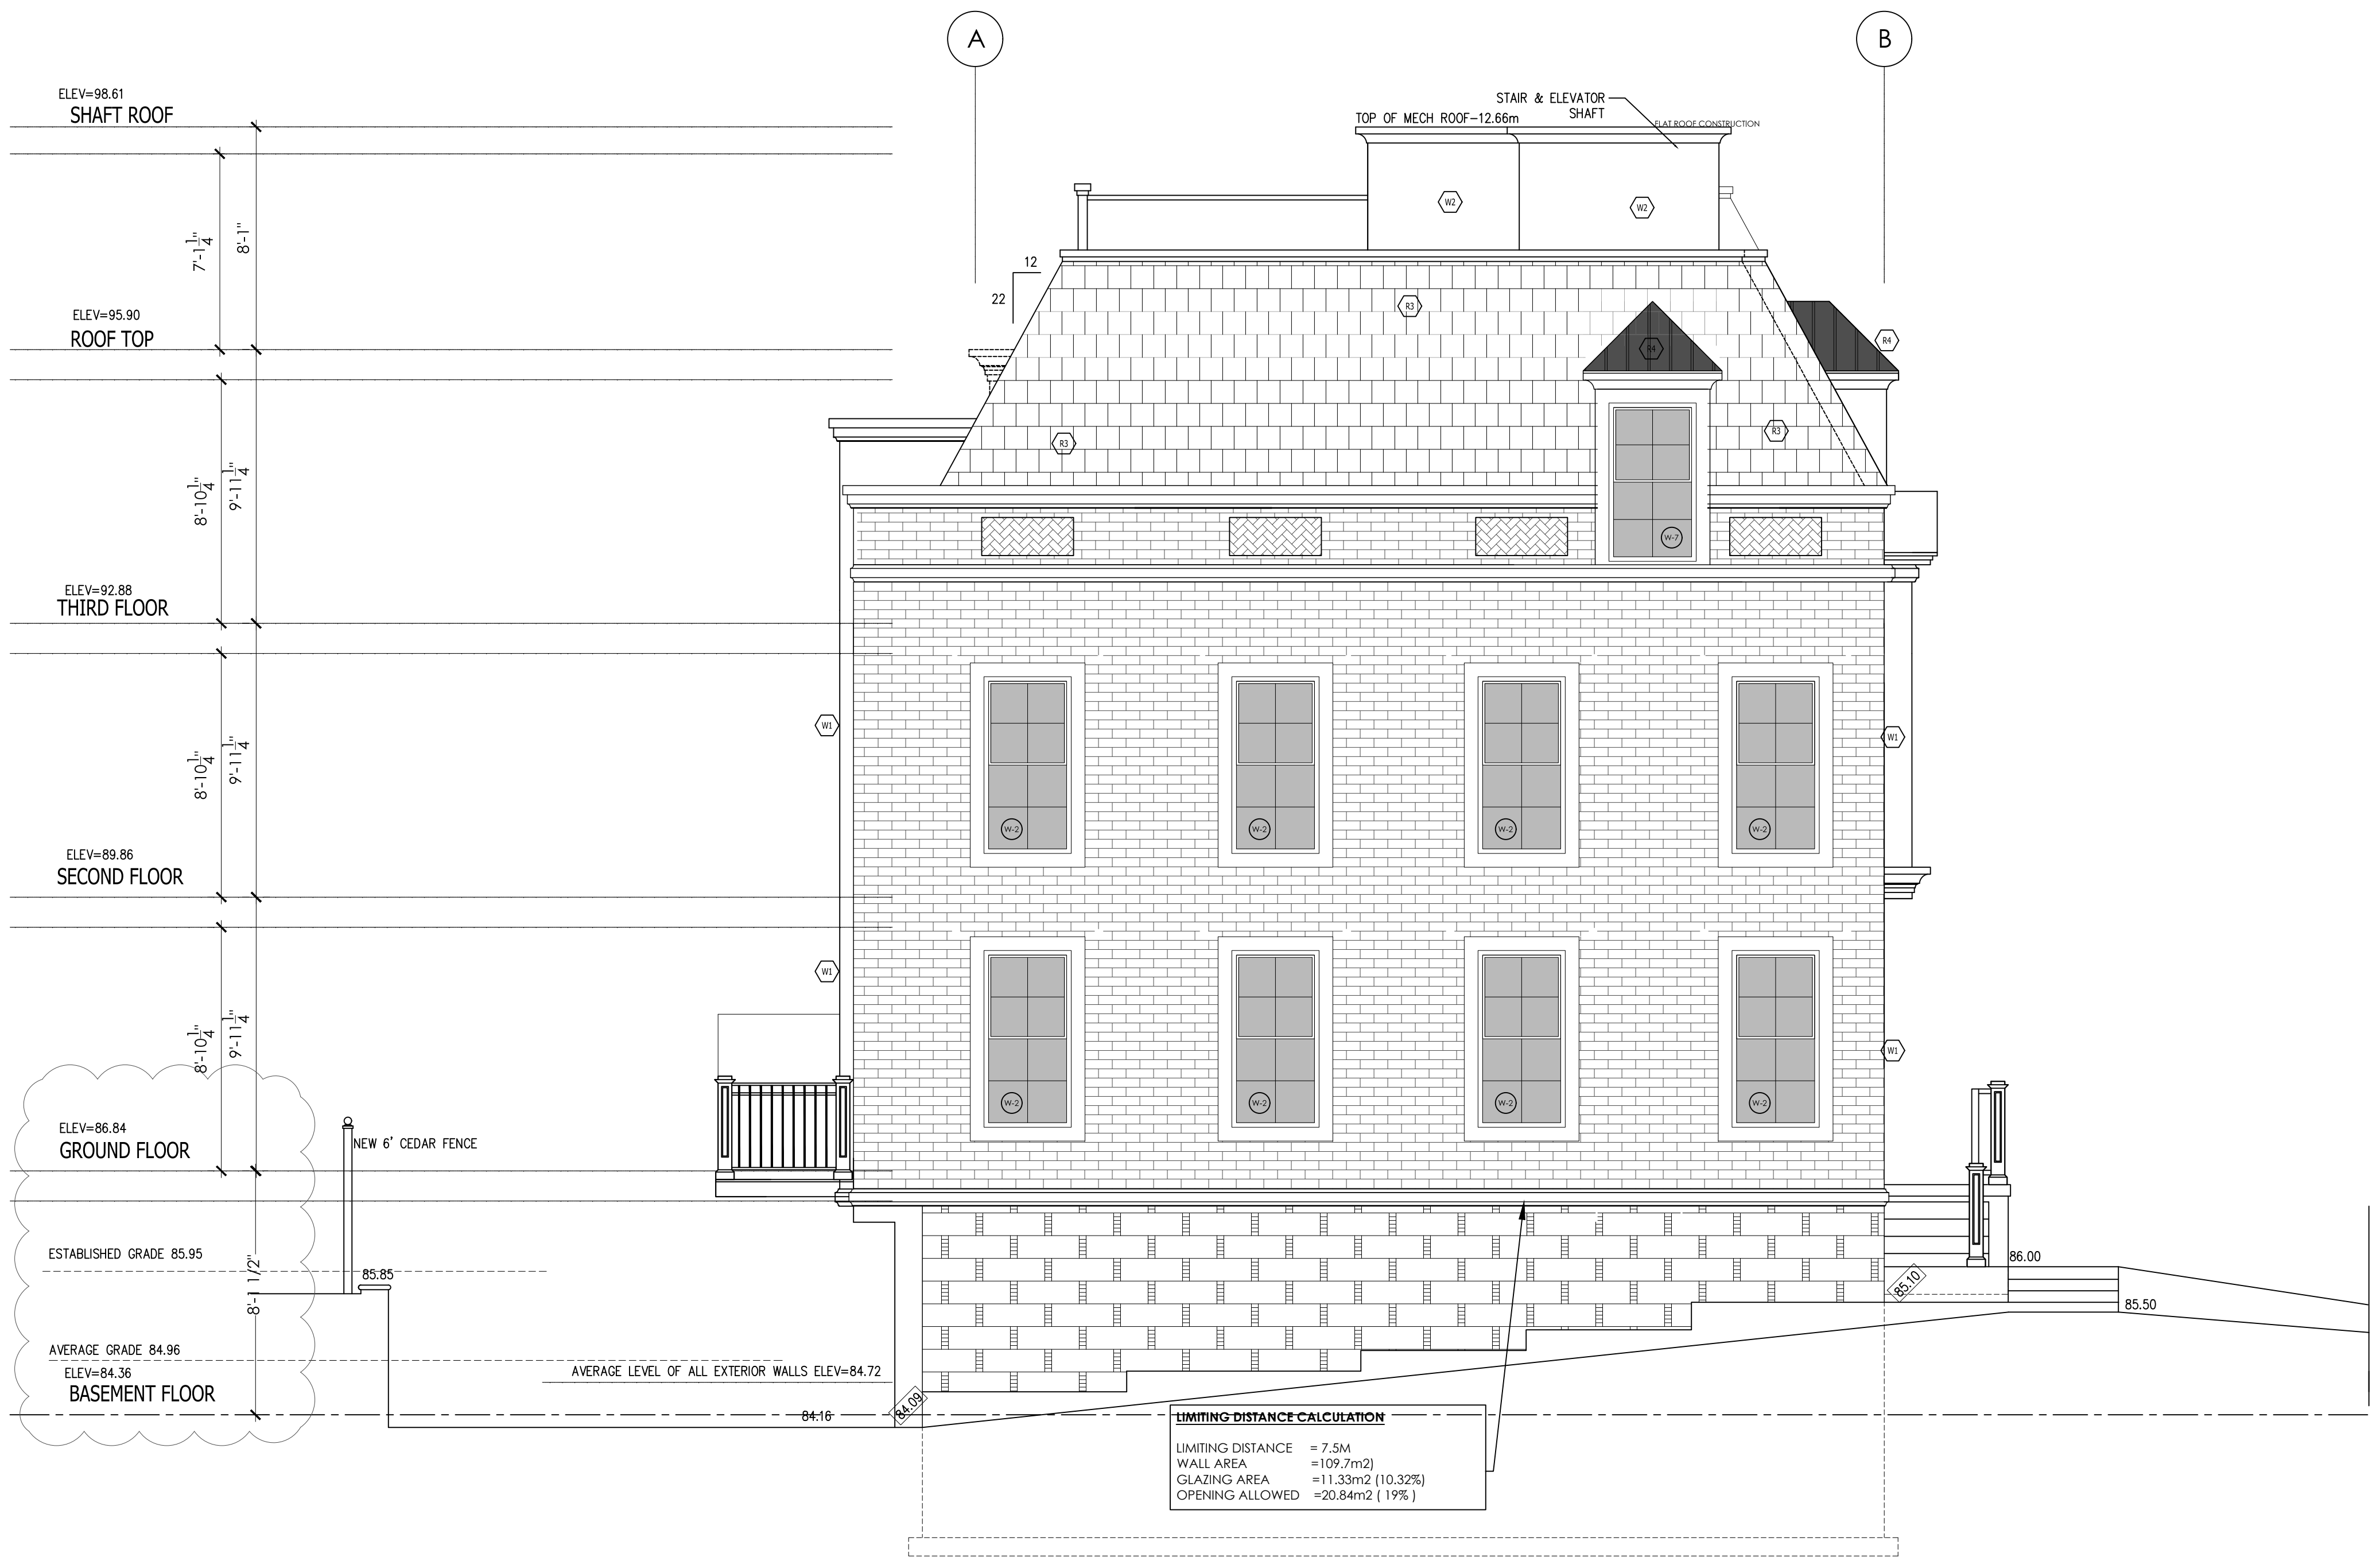 A
B
ELEV=98.61
SHAFT ROOF
STAIR & ELEVATOR
SHAFT
TOP OF MECH ROOF-12.66m
FLAT ROOF CONSTRUCTION
W2
W2
7'-1 1/4"
8'-1"
12
22
R3
ELEV=95.90
ROOF TOP
R4
R4
R3
R3
8'-10 1/4"
9'-11 1/4"
W-7
ELEV=92.88
THIRD FLOOR
W1
W1
8'-10 1/4"
9'-11 1/4"
W-2
W-2
W-2
W-2
ELEV=89.86
SECOND FLOOR
W1
W1
8'-10 1/4"
9'-11 1/4"
W-2
W-2
W-2
W-2
ELEV=86.84
GROUND FLOOR
NEW 6' CEDAR FENCE
ESTABLISHED GRADE 85.95
85.85
8'-1 1/2"
86.00
85.10
85.50
AVERAGE GRADE 84.96
ELEV=84.36
BASEMENT FLOOR
AVERAGE LEVEL OF ALL EXTERIOR WALLS ELEV=84.72
84.16
84.09
LIMITING DISTANCE CALCULATION
LIMITING DISTANCE = 7.5M
WALL AREA =109.7m2)
GLAZING AREA =11.33m2 (10.32%)
OPENING ALLOWED =20.84m2 ( 19% )